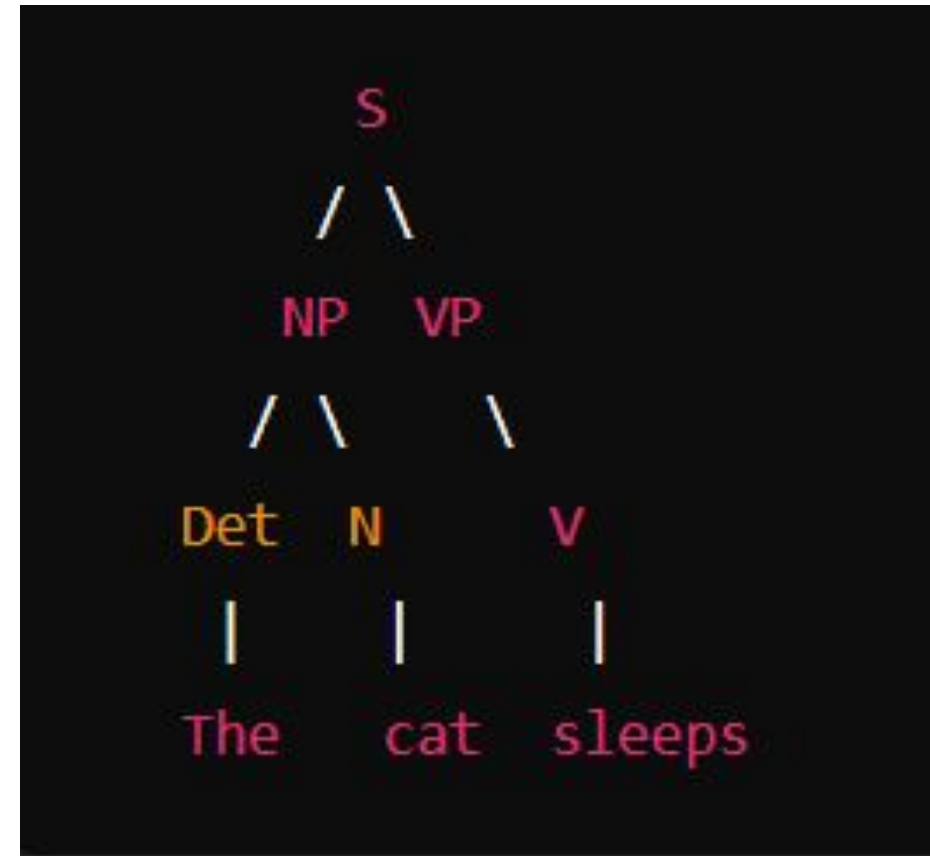 S
/ \
NP VP
/ \ \
Det N V
| | |
The cat sleeps